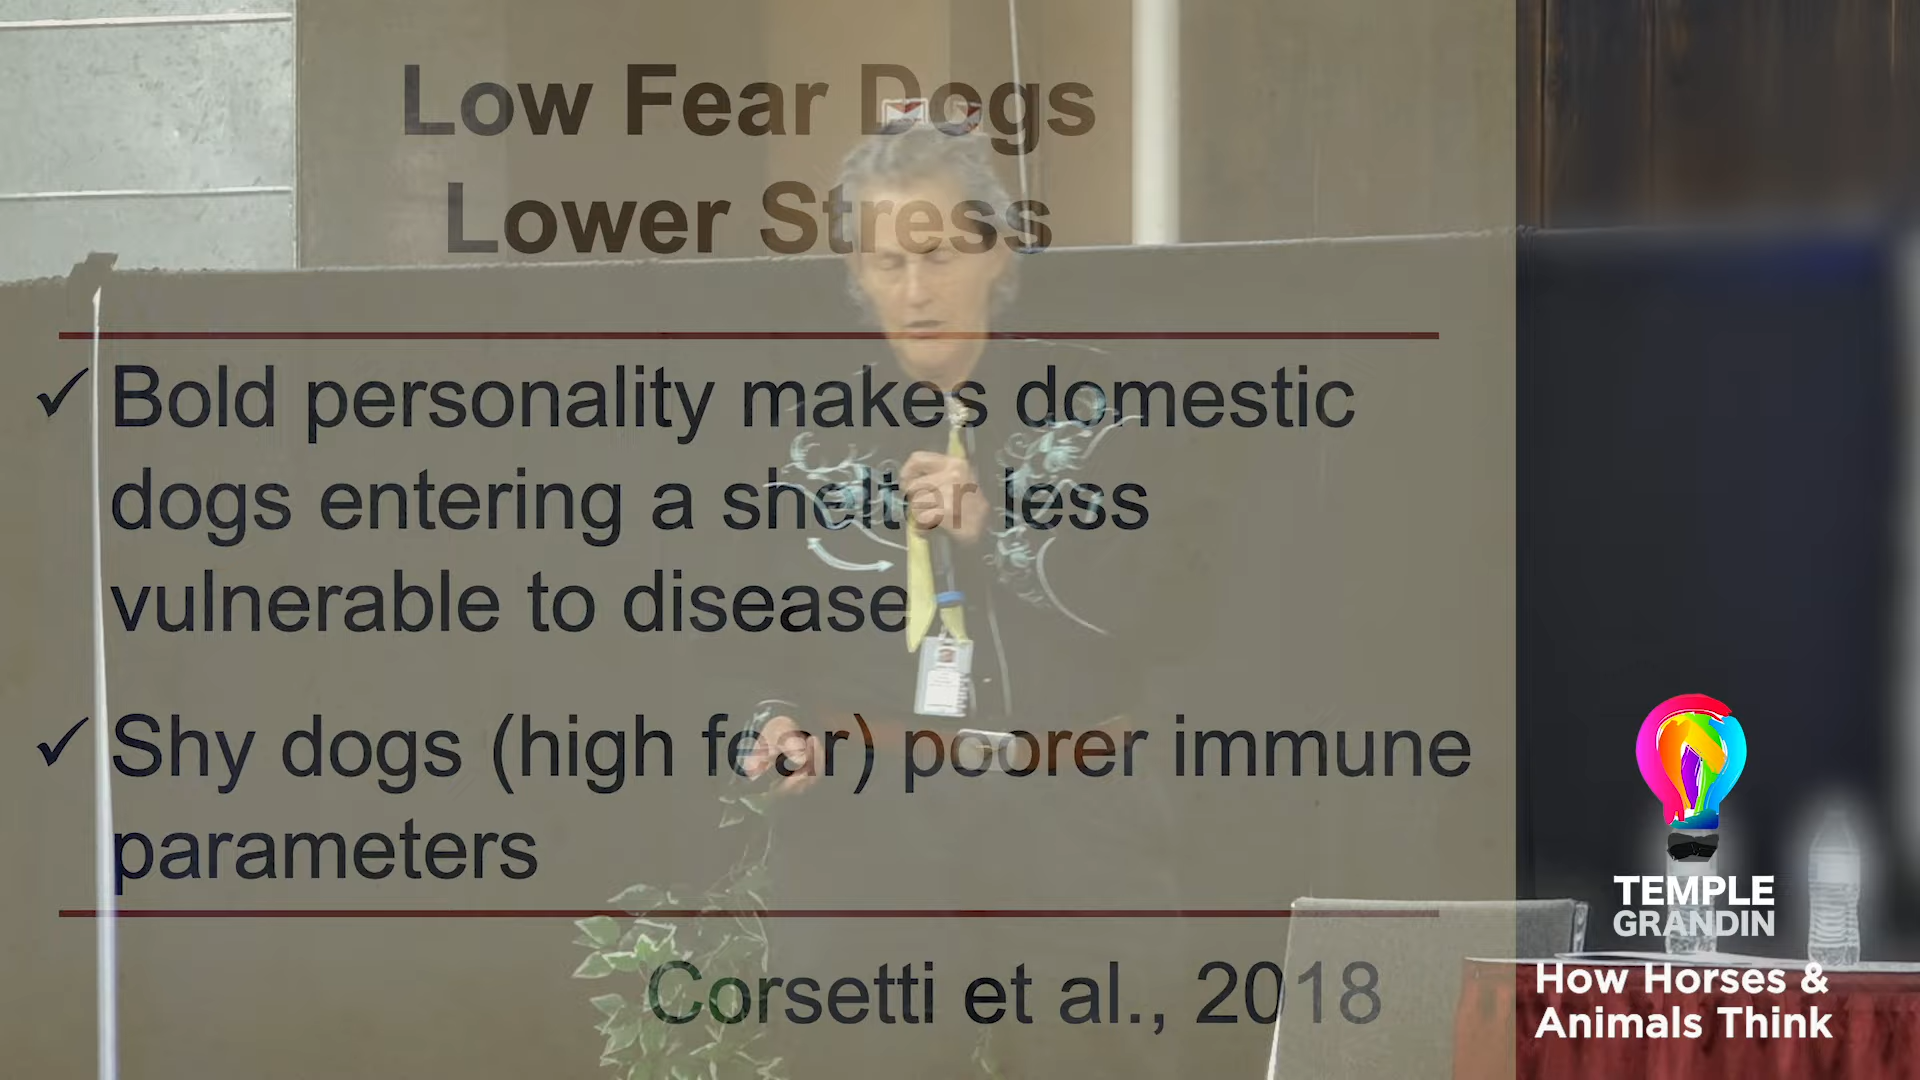 Low Fear Dogs
Lower Stress
✓ Bold personality makes domestic
dogs entering a shelter less
vulnerable to disease
✓ Shy dogs (high fear) poorer immune
parameters
Corsetti et al., 2018
TEMPLE
GRANDIN
How Horses &
Animals Think